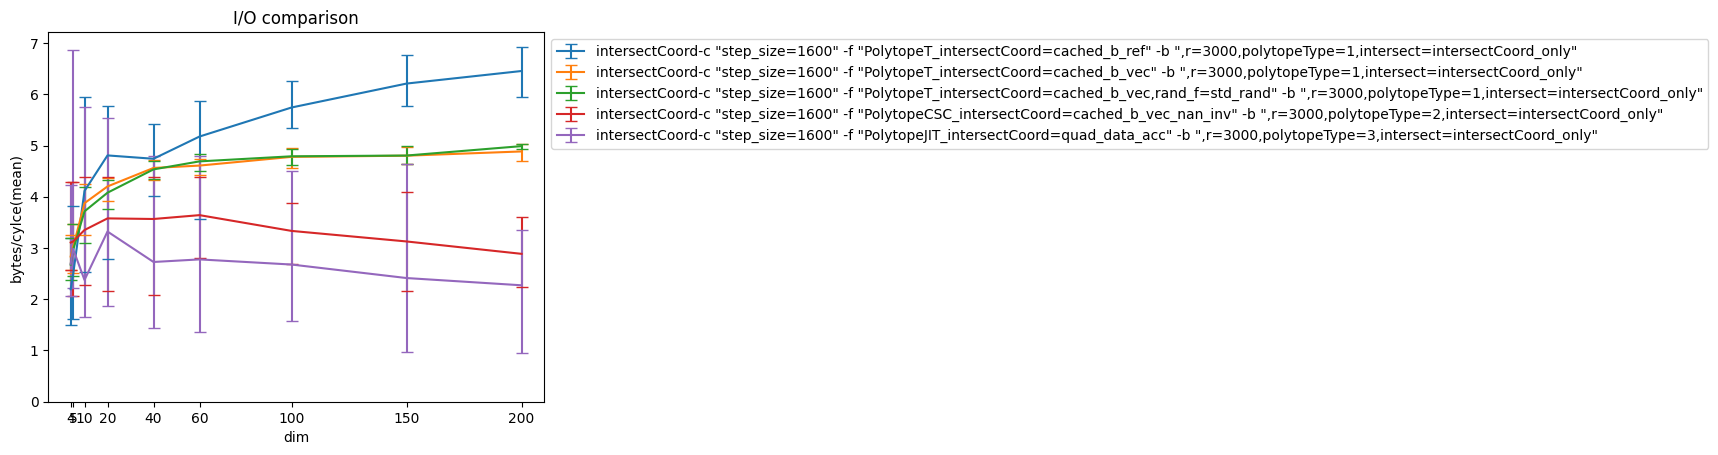 I/O comparison
bytes/cylce(mean)
7
6
5
4
3
2
1
0
4 5 10 20 40 60 100 150 200
dim
intersectCoord-c "step_size=1600" -f "PolytopeT_intersectCoord=cached_b_ref" -b ",r=3000,polytopeType=1,intersect=intersectCoord_only"
intersectCoord-c "step_size=1600" -f "PolytopeT_intersectCoord=cached_b_vec" -b ",r=3000,polytopeType=1,intersect=intersectCoord_only"
intersectCoord-c "step_size=1600" -f "PolytopeT_intersectCoord=cached_b_vec,rand_f=std_rand" -b ",r=3000,polytopeType=1,intersect=intersectCoord_only"
intersectCoord-c "step_size=1600" -f "PolytopeCSC_intersectCoord=cached_b_vec_nan_inv" -b ",r=3000,polytopeType=2,intersect=intersectCoord_only"
intersectCoord-c "step_size=1600" -f "PolytopeJIT_intersectCoord=quad_data_acc" -b ",r=3000,polytopeType=3,intersect=intersectCoord_only"